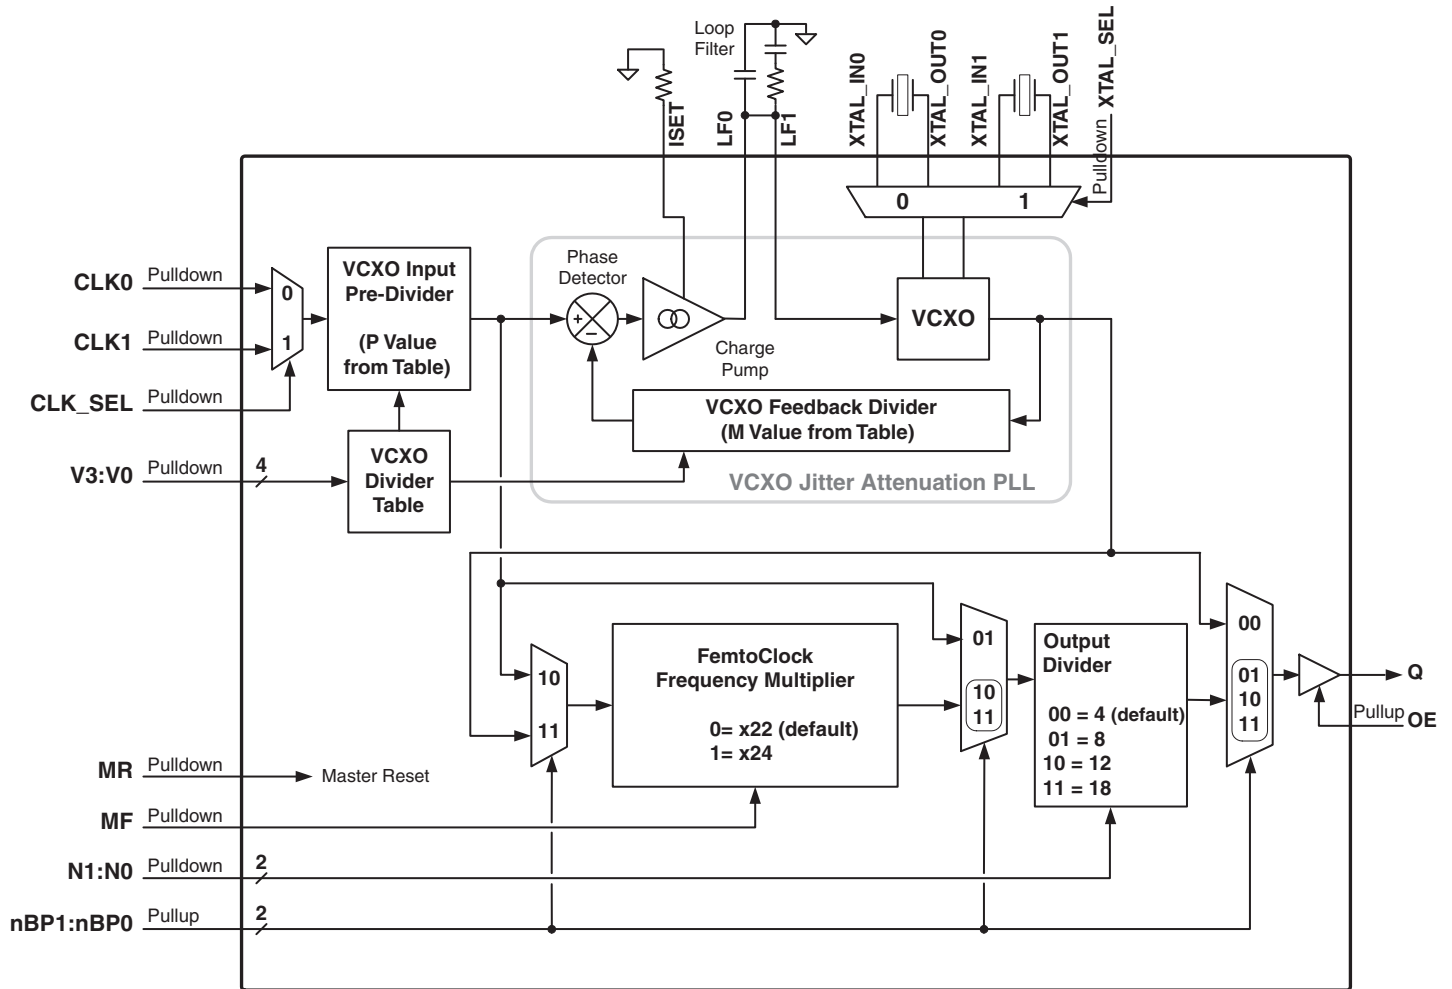 Loop
Filter
ISET
LF0
LF1
XTAL_IN0
XTAL_OUT0
XTAL_IN1
XTAL_OUT1
Pulldown XTAL_SEL
0
1
CLK0 Pulldown
CLK1 Pulldown
CLK_SEL Pulldown
V3:V0 Pulldown 4
0
1
VCXO Input
Pre-Divider
(P Value
from Table)
VCXO
Divider
Table
Phase
Detector
+
−
Charge
Pump
VCXO
VCXO Feedback Divider
(M Value from Table)
VCXO Jitter Attenuation PLL
10
11
FemtoClock
Frequency Multiplier
0= x22 (default)
1= x24
01
10
11
Output
Divider
00 = 4 (default)
01 = 8
10 = 12
11 = 18
00
01
10
11
Q
Pullup OE
MR Pulldown Master Reset
MF Pulldown
N1:N0 Pulldown 2
nBP1:nBP0 Pullup 2